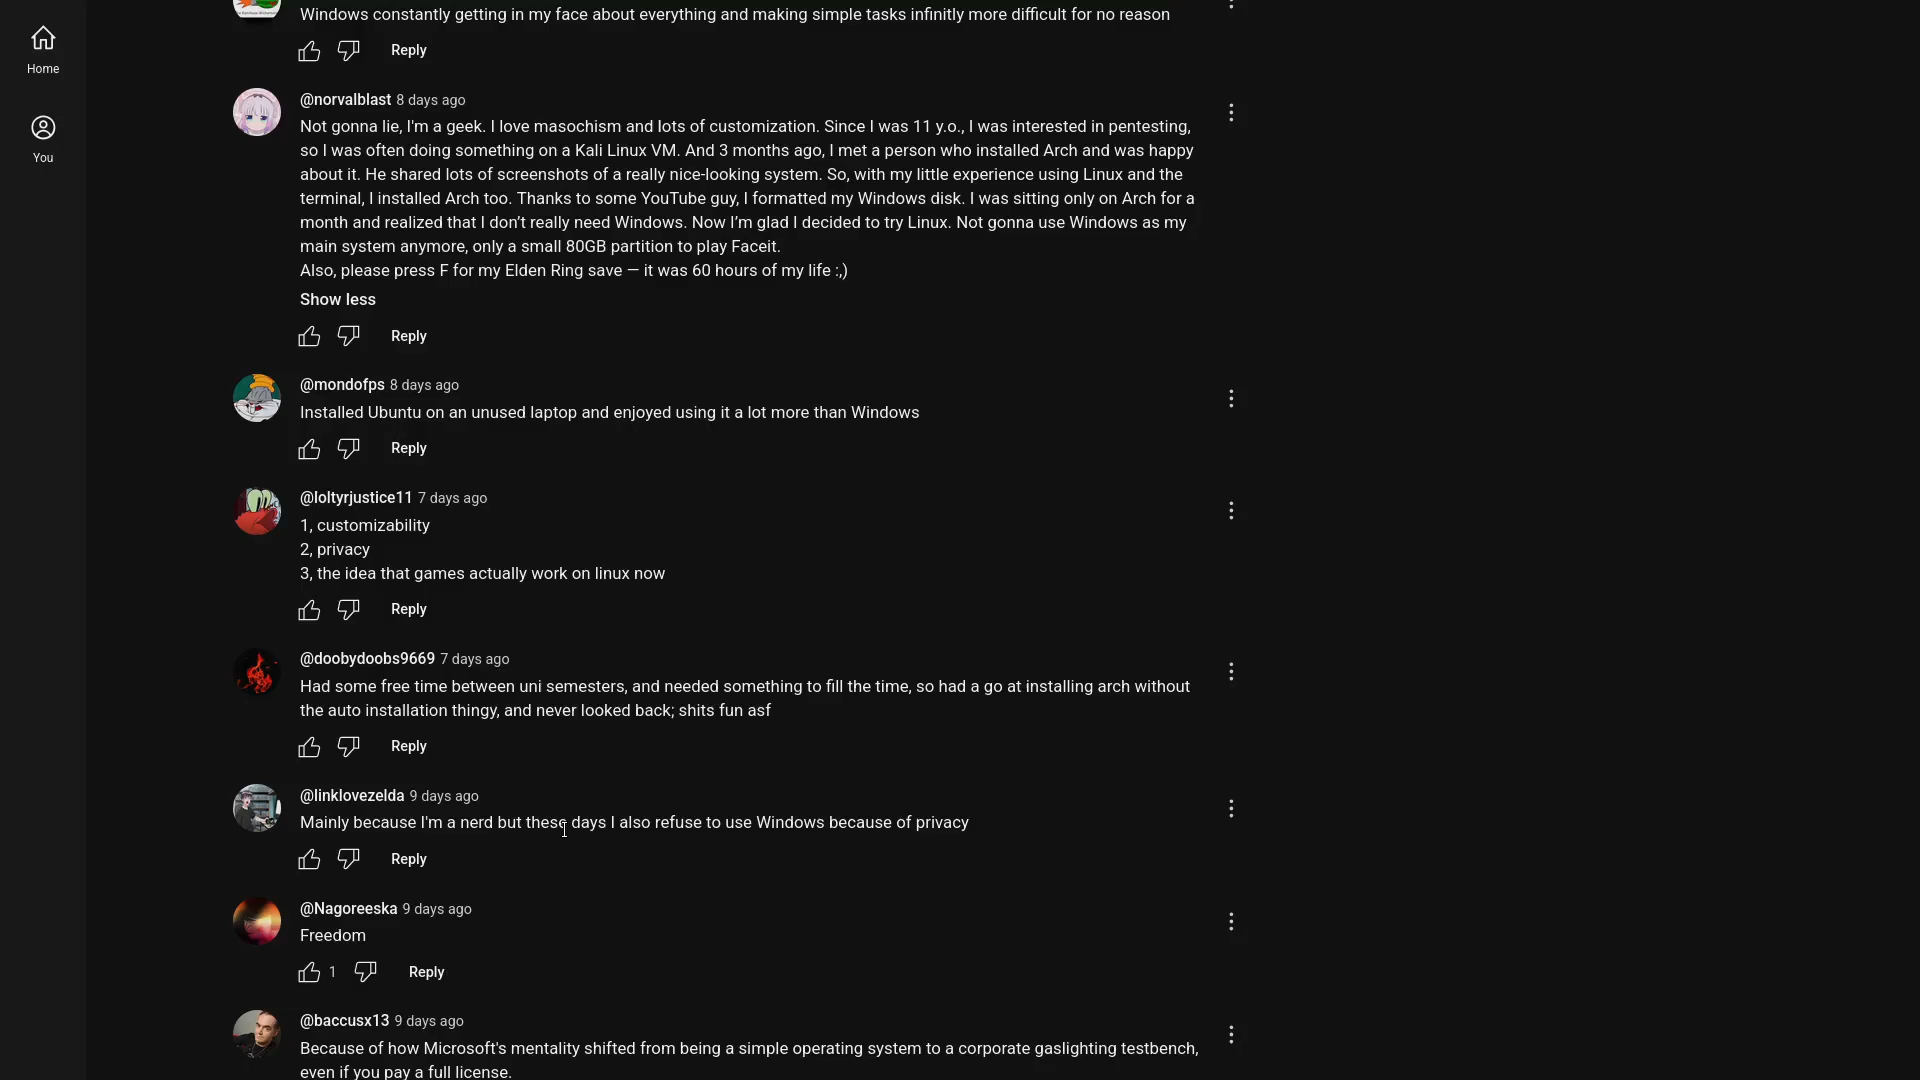 Windows constantly getting in my face about everything and making simple tasks infinitly more difficult for no reason
Reply
Home
You
@norvalblast 8 days ago
Not gonna lie, I'm a geek. I love masochism and lots of customization. Since I was 11 y.o., I was interested in pentesting,
so I was often doing something on a Kali Linux VM. And 3 months ago, I met a person who installed Arch and was happy
about it. He shared lots of screenshots of a really nice-looking system. So, with my little experience using Linux and the
terminal, I installed Arch too. Thanks to some YouTube guy, I formatted my Windows disk. I was sitting only on Arch for a
month and realized that I don’t really need Windows. Now I’m glad I decided to try Linux. Not gonna use Windows as my
main system anymore, only a small 80GB partition to play Faceit.
Also, please press F for my Elden Ring save — it was 60 hours of my life :,)
Show less
Reply
@mondofps 8 days ago
Installed Ubuntu on an unused laptop and enjoyed using it a lot more than Windows
Reply
@loltyrjustice11 7 days ago
1, customizability
2, privacy
3, the idea that games actually work on linux now
Reply
@doobydoobs9669 7 days ago
Had some free time between uni semesters, and needed something to fill the time, so had a go at installing arch without
the auto installation thingy, and never looked back; shits fun asf
Reply
@linklovezelda 9 days ago
Mainly because I'm a nerd but these days I also refuse to use Windows because of privacy
Reply
@Nagoreeska 9 days ago
Freedom
1 Reply
@baccusx13 9 days ago
Because of how Microsoft's mentality shifted from being a simple operating system to a corporate gaslighting testbench,
even if you pay a full license.